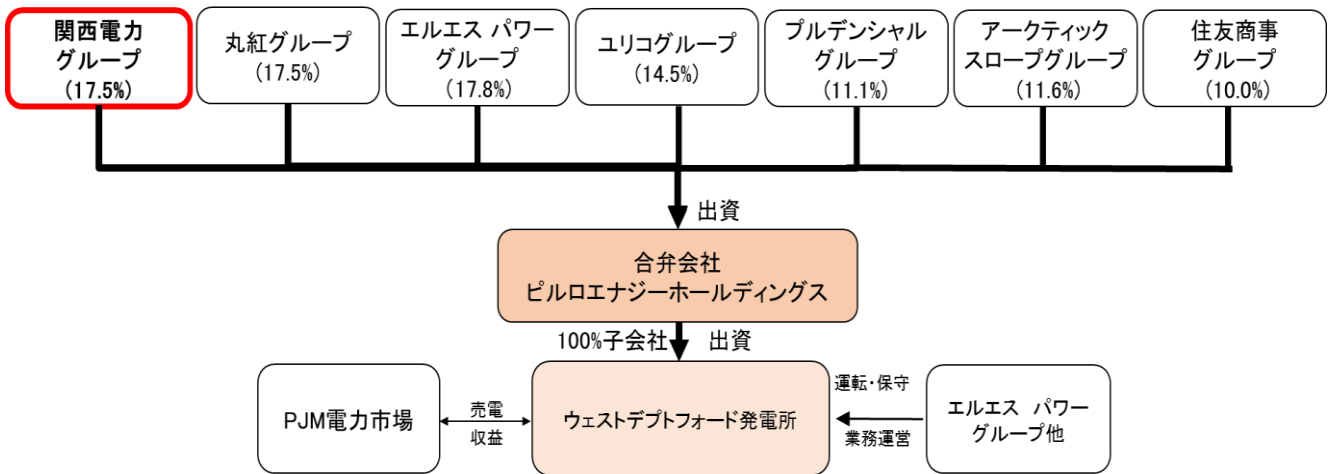 関西電力
グループ
(17.5%)
丸紅グループ
(17.5%)
エルエス パワー
グループ
(17.8%)
ユリコグループ
(14.5%)
プルデンシャル
グループ
(11.1%)
アークティック
スロープグループ
(11.6%)
住友商事
グループ
(10.0%)
出資
合弁会社
ピルロエナジーホールディングス
100%子会社 出資
PJM電力市場
売電
収益
ウェストデプトフォード発電所
運転・保守
業務運営
エルエス パワー
グループ他